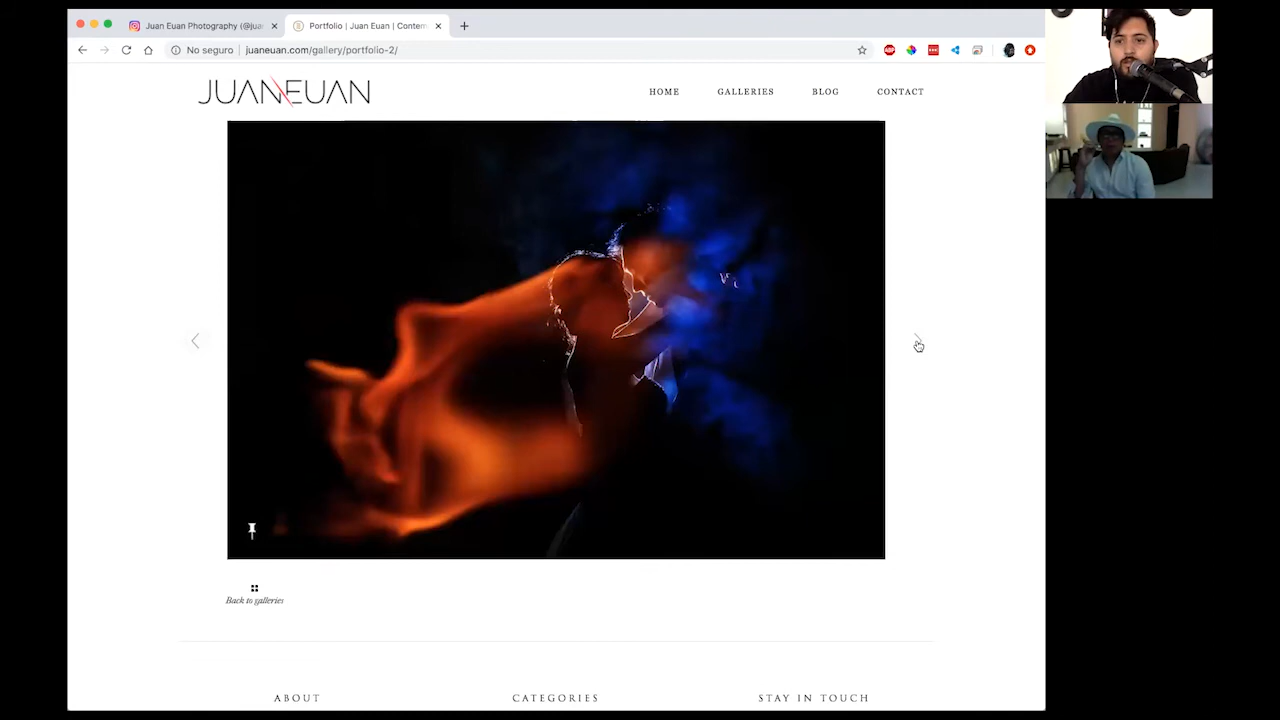 Juan Euan Photography (@jua
Portfolio | Juan Euan | Contem
No seguro
juaneuan.com/gallery/portfolio-2/
JUANEUAN
HOME
GALLERIES
BLOG
CONTACT
Back to galleries
ABOUT
CATEGORIES
STAY IN TOUCH